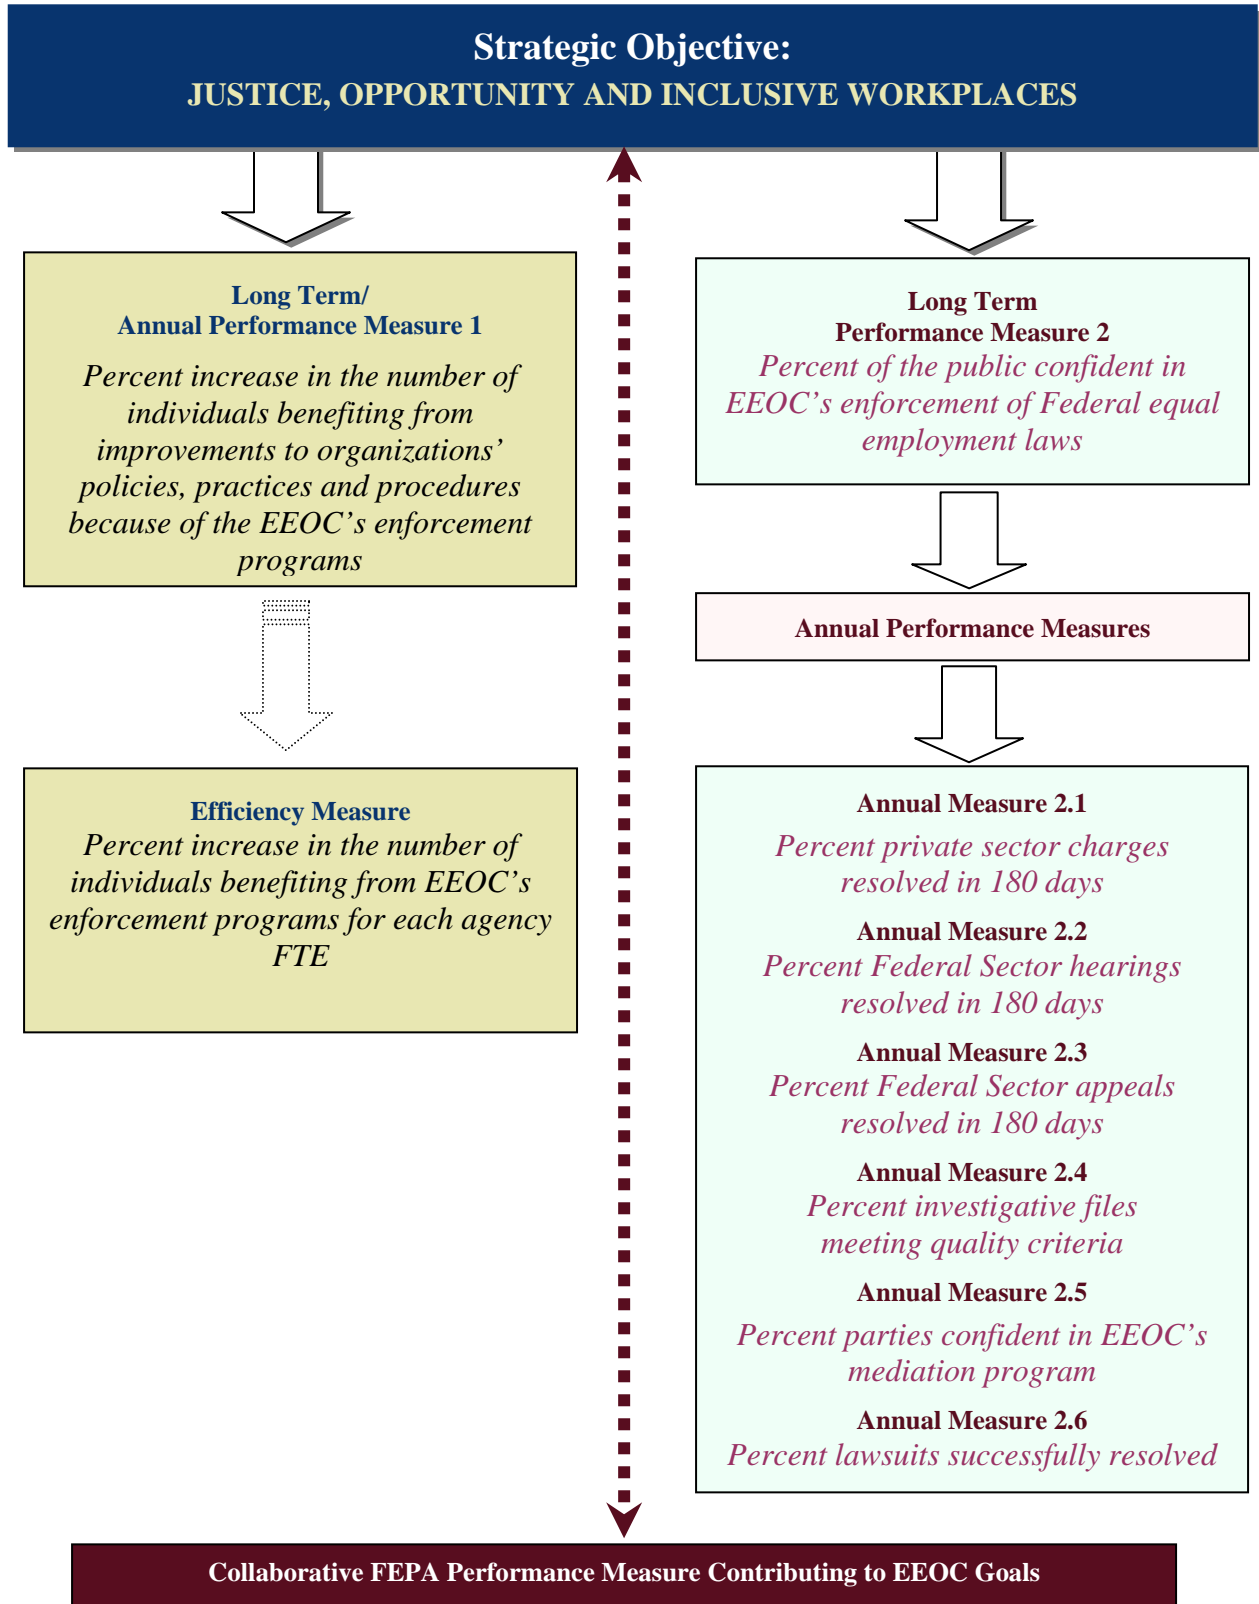 Strategic Objective:
JUSTICE, OPPORTUNITY AND INCLUSIVE WORKPLACES
Long Term/
Annual Performance Measure 1
Percent increase in the number of
individuals benefiting from
improvements to organizations’
policies, practices and procedures
because of the EEOC’s enforcement
programs
Efficiency Measure
Percent increase in the number of
individuals benefiting from EEOC’s
enforcement programs for each agency
FTE
Long Term
Performance Measure 2
Percent of the public confident in
EEOC’s enforcement of Federal equal
employment laws
Annual Performance Measures
Annual Measure 2.1
Percent private sector charges
resolved in 180 days
Annual Measure 2.2
Percent Federal Sector hearings
resolved in 180 days
Annual Measure 2.3
Percent Federal Sector appeals
resolved in 180 days
Annual Measure 2.4
Percent investigative files
meeting quality criteria
Annual Measure 2.5
Percent parties confident in EEOC’s
mediation program
Annual Measure 2.6
Percent lawsuits successfully resolved
Collaborative FEPA Performance Measure Contributing to EEOC Goals